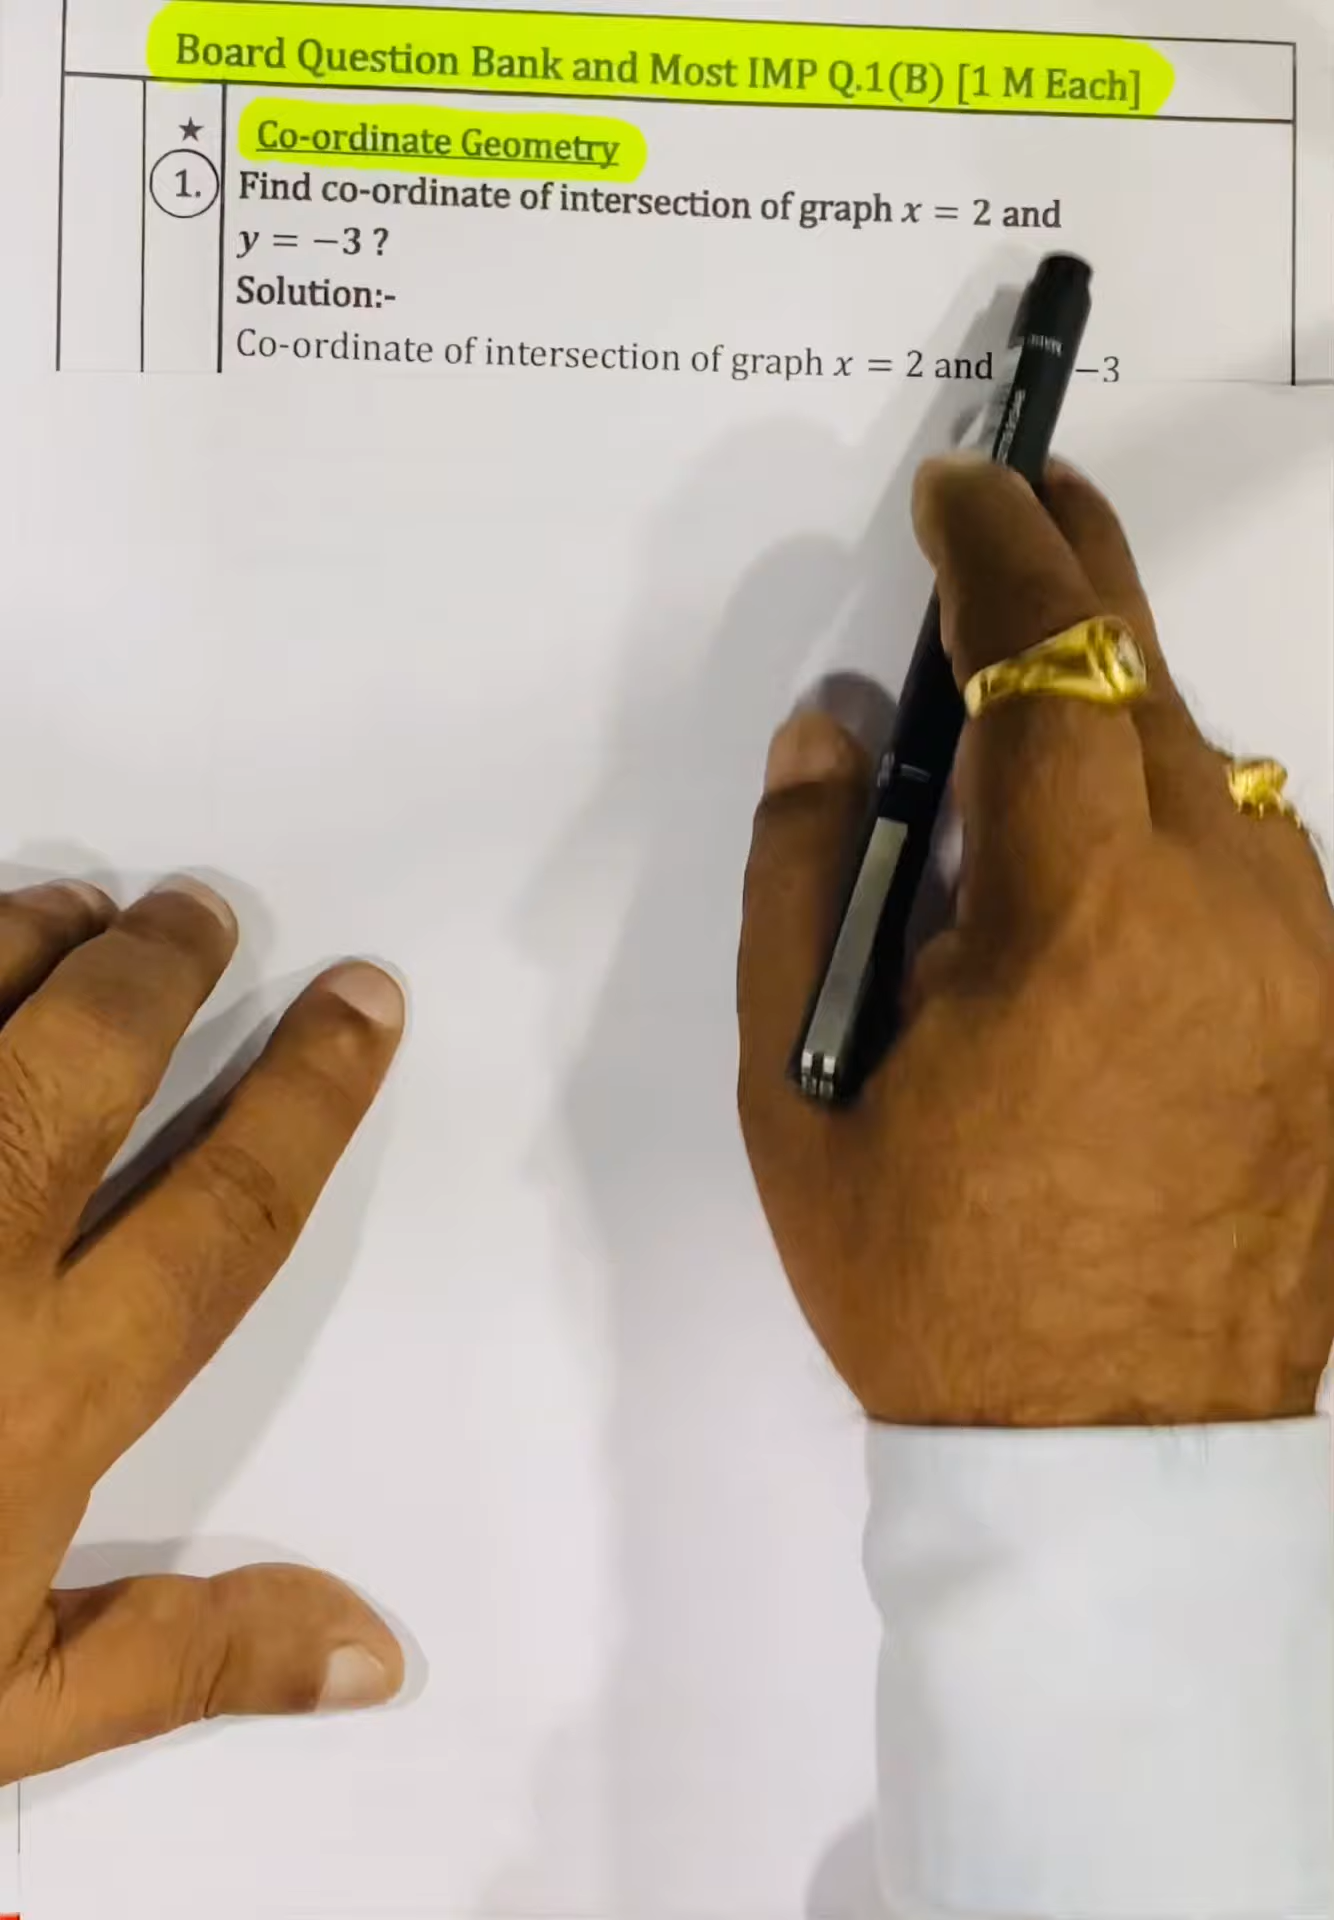 Board Question Bank and Most IMP Q.1(B) [1 M Each]
★ Co-ordinate Geometry
1. Find co-ordinate of intersection of graph x = 2 and
y = −3 ?
Solution:-
Co-ordinate of intersection of graph x = 2 and −3